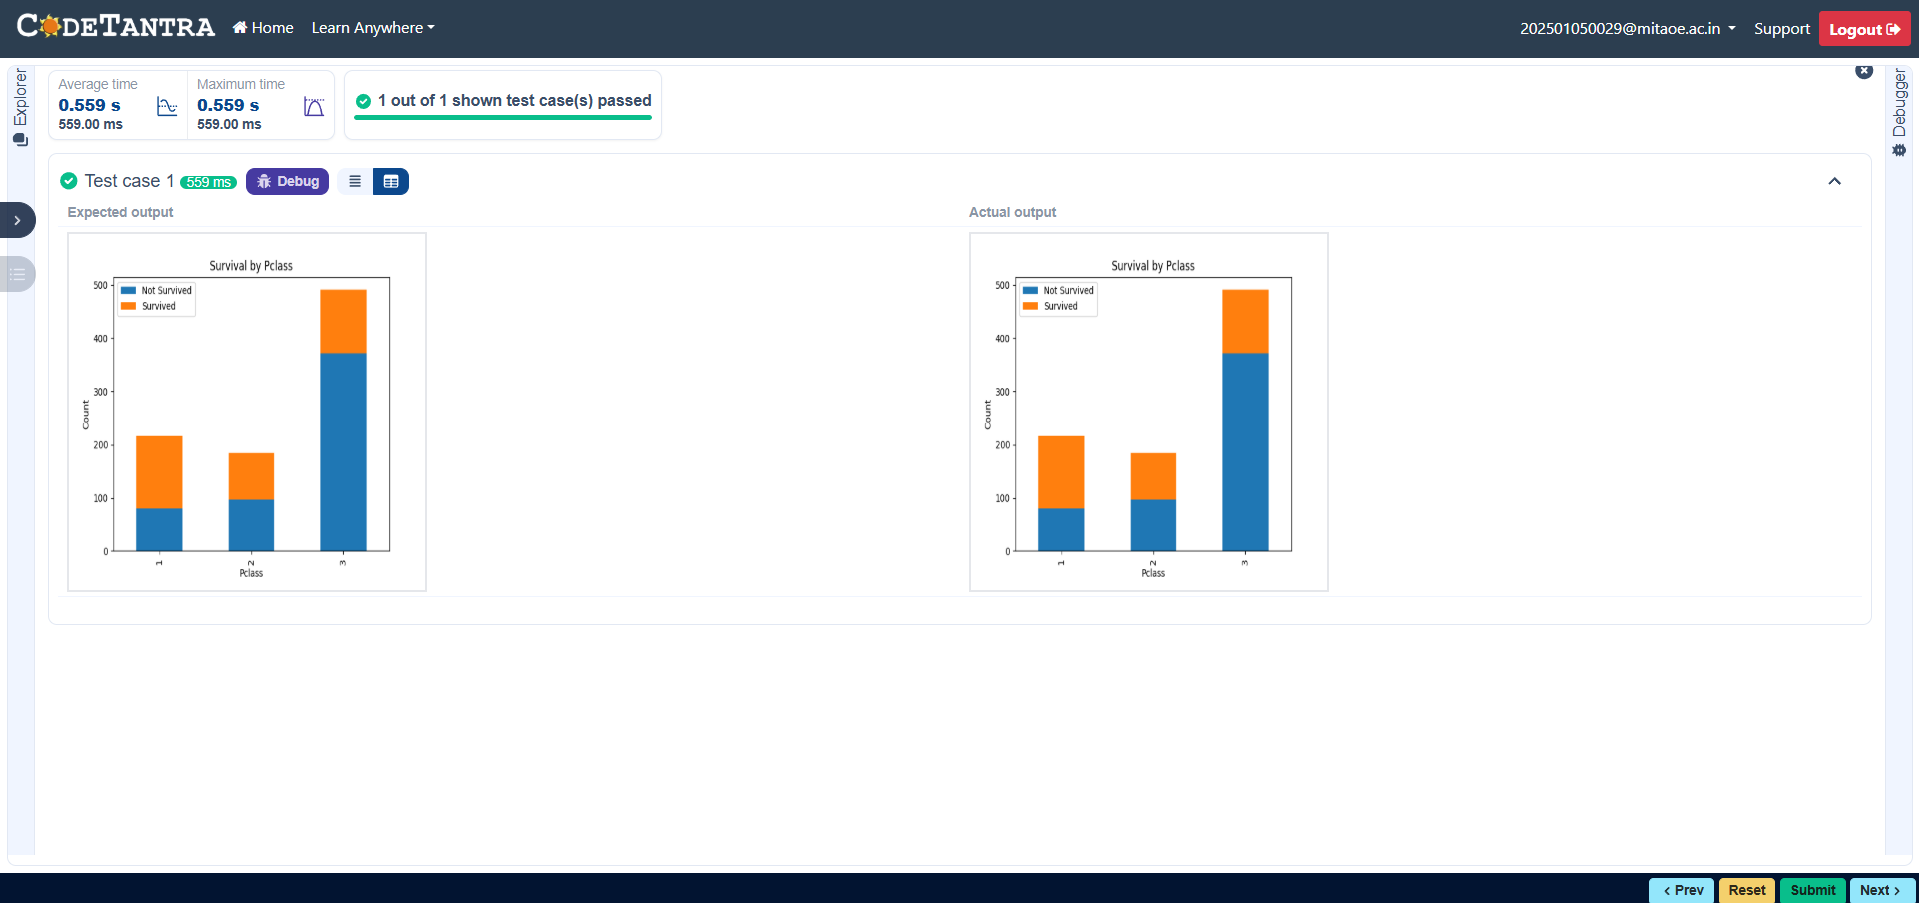 CODETANTRA
Home
Learn Anywhere
202501050029@mitaoe.ac.in
Support
Logout
Explorer
Debugger
Average time
0.559 s
559.00 ms
Maximum time
0.559 s
559.00 ms
1 out of 1 shown test case(s) passed
Test case 1
559 ms
Debug
Expected output
Survival by Pclass
Not Survived
Survived
500
400
300
200
100
0
Count
1
2
3
Pclass
Actual output
Survival by Pclass
Not Survived
Survived
500
400
300
200
100
0
Count
1
2
3
Pclass
Prev
Reset
Submit
Next